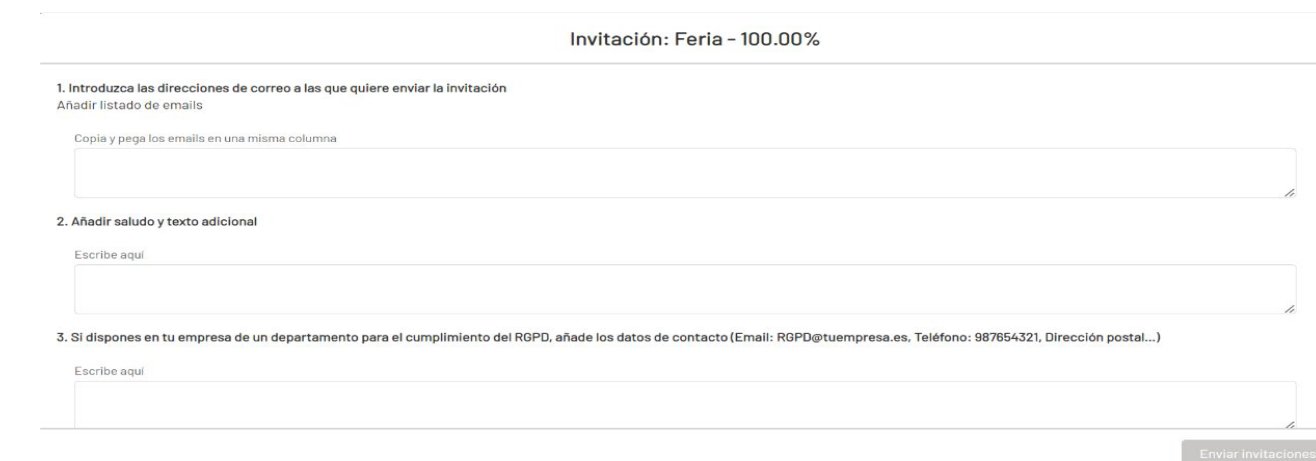 Invitación: Feria - 100.00%
1. Introduzca las direcciones de correo a las que quiere enviar la invitación
Añadir listado de emails
Copia y pega los emails en una misma columna
2. Añadir saludo y texto adicional
Escribe aquí
3. Si dispones en tu empresa de un departamento para el cumplimiento del RGPD, añade los datos de contacto (Email: RGPD@tuempresa.es, Teléfono: 987654321, Dirección postal...)
Escribe aquí
Enviar invitaciones